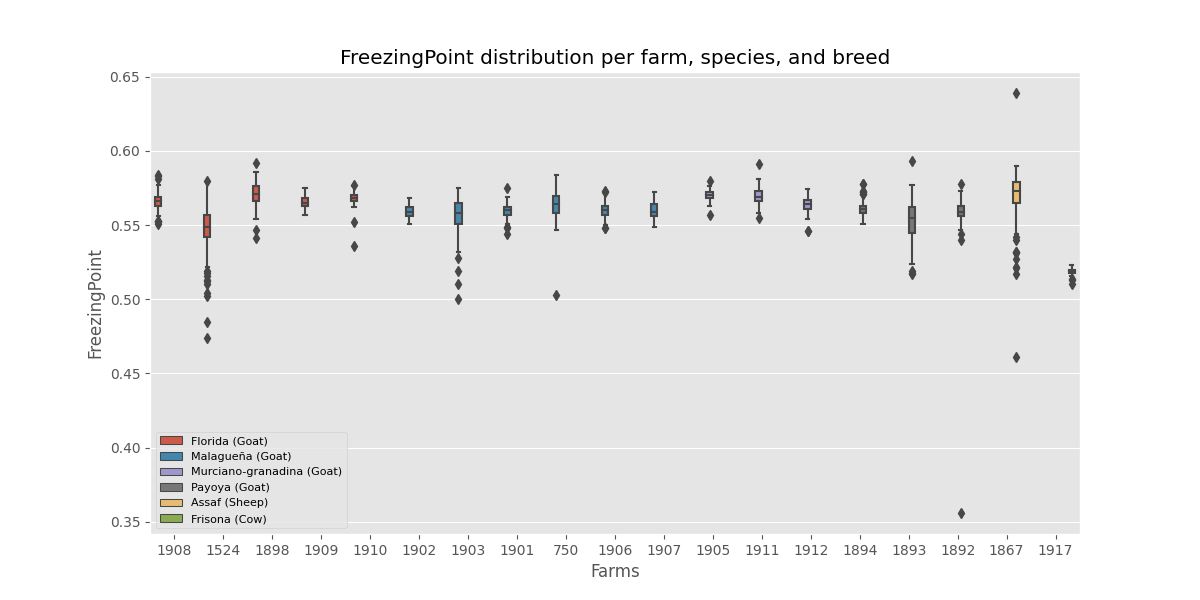 FreezingPoint distribution per farm, species, and breed
0.65
0.60
0.55
0.50
0.45
0.40
0.35
FreezingPoint
Florida (Goat)
Malagueña (Goat)
Murciano-granadina (Goat)
Payoya (Goat)
Assaf (Sheep)
Frisona (Cow)
1908 1524 1898 1909 1910 1902 1903 1901 750 1906 1907 1905 1911 1912 1894 1893 1892 1867 1917
Farms